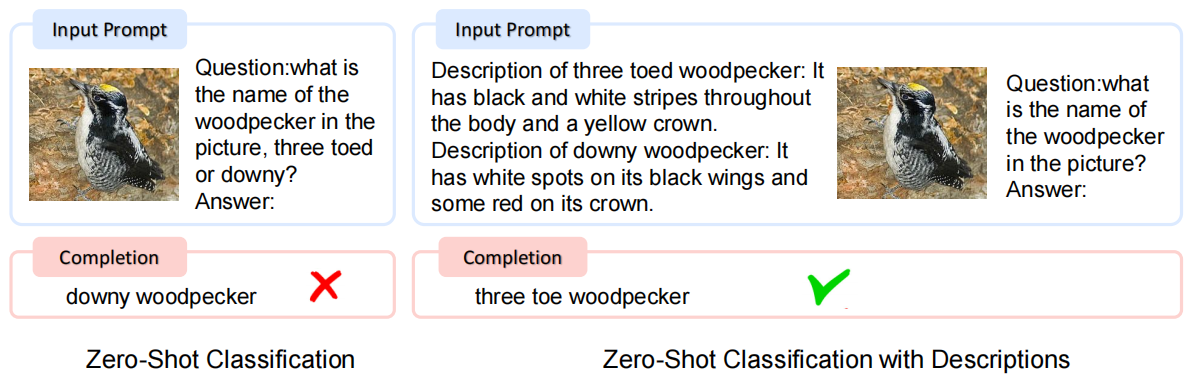 Input Prompt
Question:what is
the name of the
woodpecker in the
picture, three toed
or downy?
Answer:
Completion
downy woodpecker
Zero-Shot Classification
Input Prompt
Description of three toed woodpecker: It
has black and white stripes throughout
the body and a yellow crown.
Description of downy woodpecker: It
has white spots on its black wings and
some red on its crown.
Question:what
is the name of
the woodpecker
in the picture?
Answer:
Completion
three toe woodpecker
Zero-Shot Classification with Descriptions